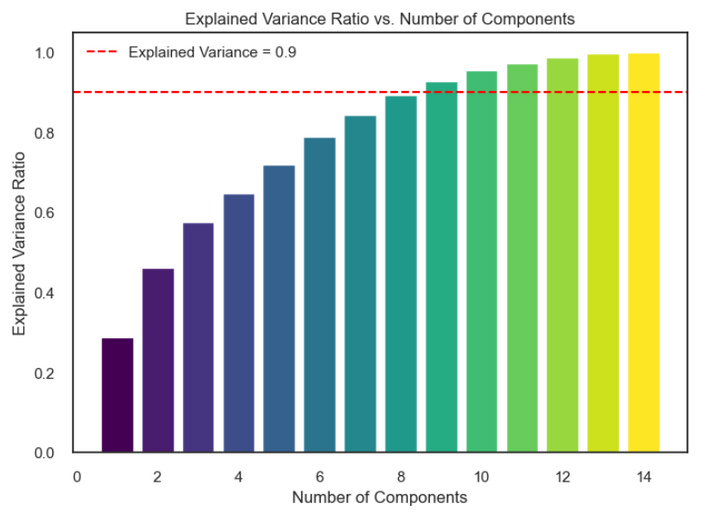 Explained Variance Ratio vs. Number of Components
Explained Variance = 0.9
Explained Variance Ratio
1.0
0.8
0.6
0.4
0.2
0.0
0 2 4 6 8 10 12 14
Number of Components